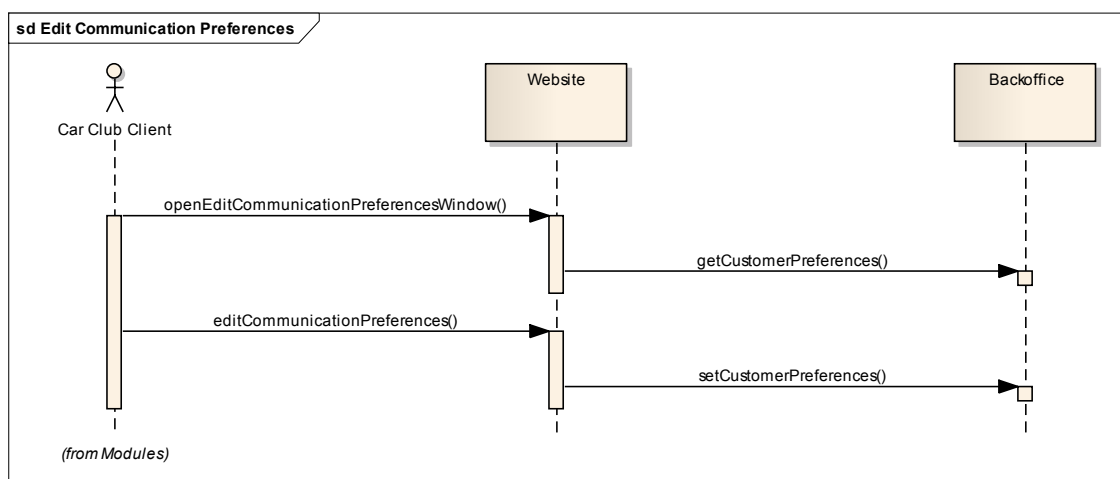 sd Edit Communication Preferences
Car Club Client
Website
Backoffice
openEditCommunicationPreferencesWindow()
getCustomerPreferences()
editCommunicationPreferences()
setCustomerPreferences()
(from Modules)